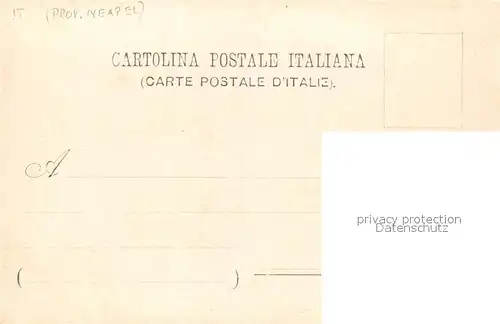 IT (PROV. NEAPEL)
CARTOLINA POSTALE ITALIANA
(CARTE POSTALE D'ITALIE).
A
privacy protection
Datenschutz
( )